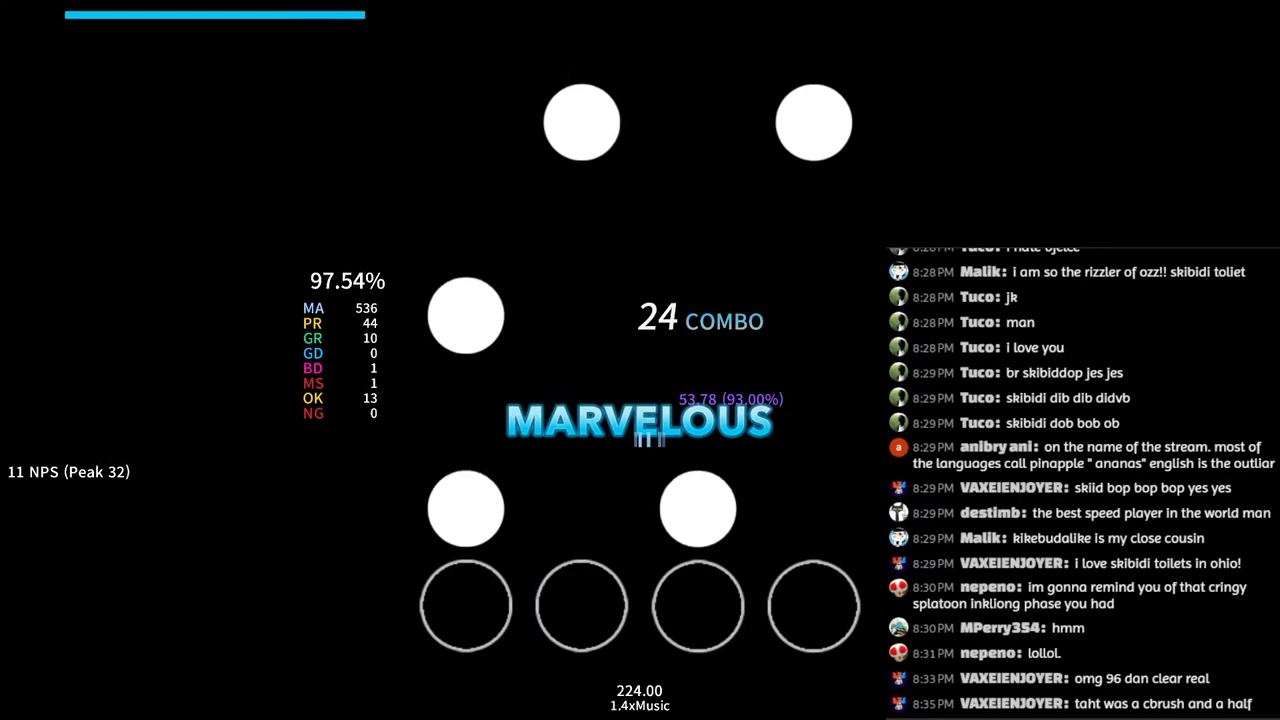 97.54%
MA 536
PR 44
GR 10
GD 0
BD 1
MS 1
OK 13
NG 0
11 NPS (Peak 32)
24 COMBO
53.78 (93.00%)
MARVELOUS
224.00
1.4xMusic
8:28 PM Malik: i am so the rizzler of ozz!! skibidi toliet
8:28 PM Tuco: jk
8:28 PM Tuco: man
8:28 PM Tuco: i love you
8:29 PM Tuco: br skibiddop jes jes
8:29 PM Tuco: skibidi dib dib didvb
8:29 PM Tuco: skibidi dob bob ob
a 8:29 PM anibry ani: on the name of the stream. most of
the languages call pinapple " ananas" english is the outliar
8:29 PM VAXEIENJOYER: skiid bop bop bop yes yes
8:29 PM destimb: the best speed player in the world man
8:29 PM Malik: kikebudalike is my close cousin
8:29 PM VAXEIENJOYER: i love skibidi toilets in ohio!
8:30 PM nepeno: im gonna remind you of that cringy
splatoon inkliong phase you had
8:30 PM MPerry354: hmm
8:31 PM nepeno: lollol.
8:33 PM VAXEIENJOYER: omg 96 dan clear real
8:35 PM VAXEIENJOYER: taht was a cbrush and a half